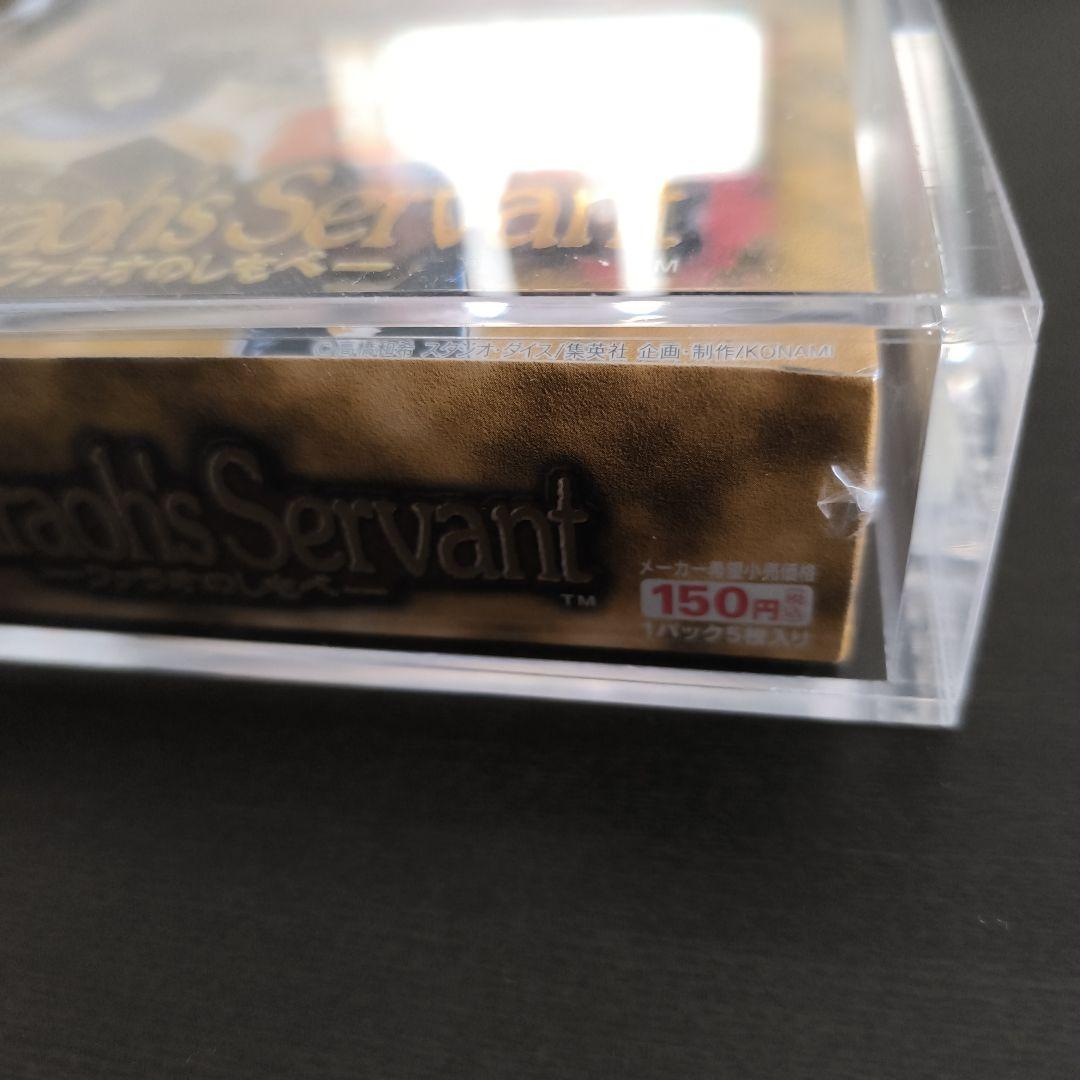 raoh's Servant
ファラオのしもべ
TM
©高橋和希 スタジオ・ダイス/集英社 企画・制作/KONAMI
raoh's Servant
ファラオのしもべ
TM
メーカー希望小売価格
150円 税込
1パック5枚入り